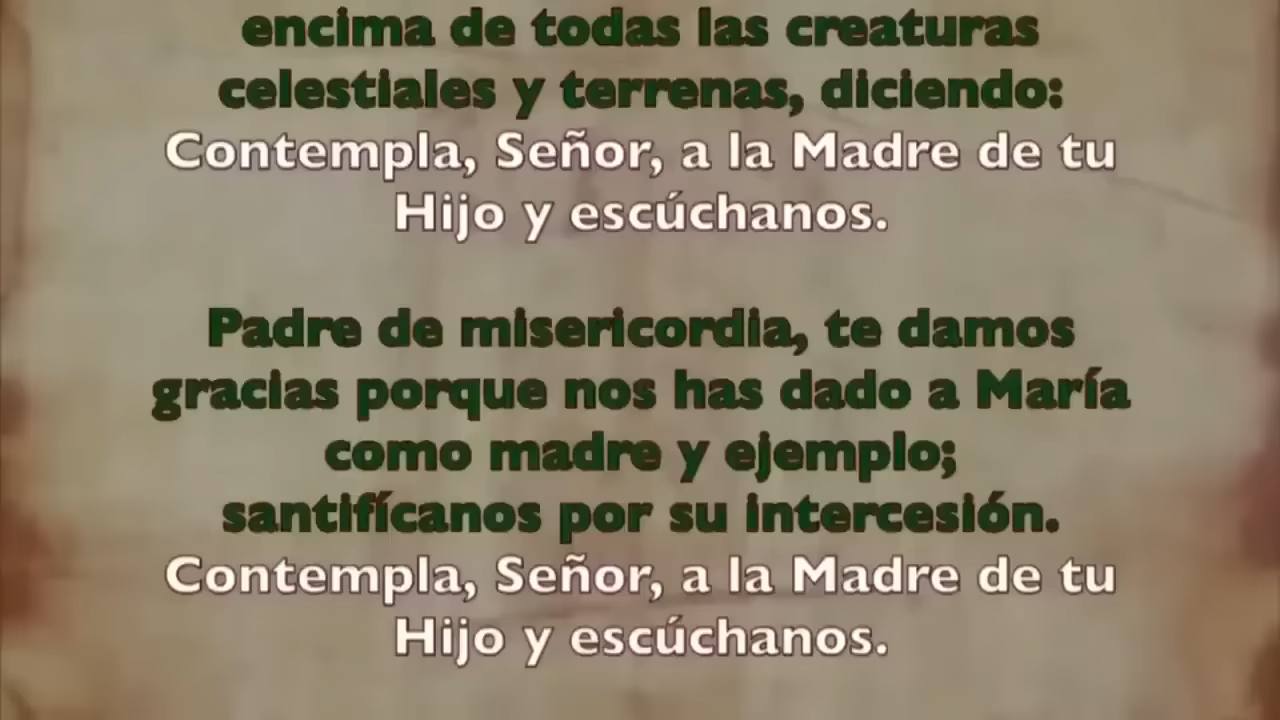 encima de todas las creaturas
celestiales y terrenas, diciendo:
Contempla, Señor, a la Madre de tu
Hijo y escúchanos.
Padre de misericordia, te damos
gracias porque nos has dado a María
como madre y ejemplo;
santifícanos por su intercesión.
Contempla, Señor, a la Madre de tu
Hijo y escúchanos.